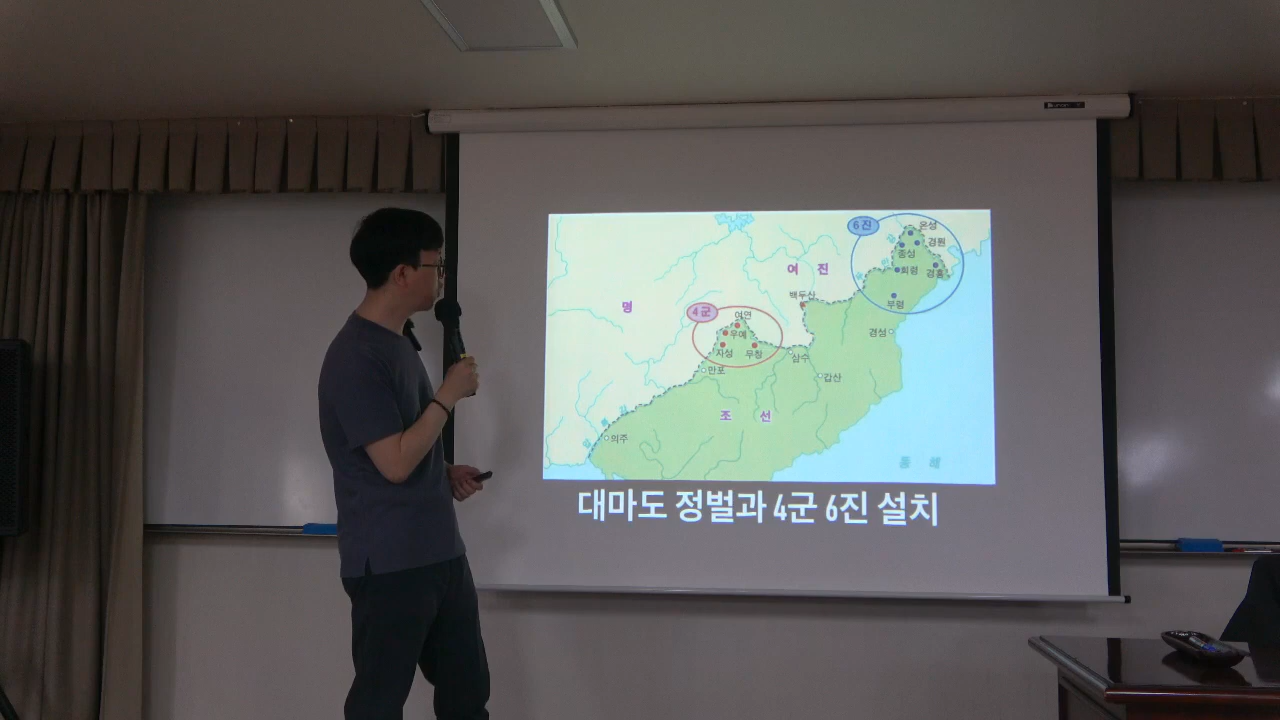 6진
온성
경원
종성
여 진
회령
경흥
백두산
명
부령
4군
여연
우예
경성
자성
무창
삼수
만포
갑산
조 선
의주
동 해
대마도 정벌과 4군 6진 설치